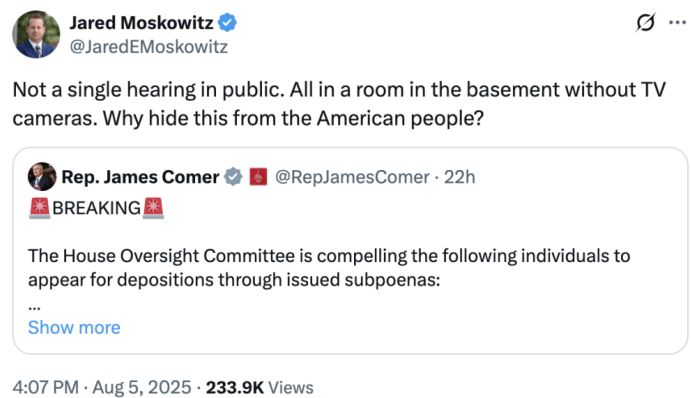 Jared Moskowitz
@JaredEMoskowitz
Not a single hearing in public. All in a room in the basement without TV
cameras. Why hide this from the American people?
Rep. James Comer @RepJamesComer · 22h
🚨BREAKING🚨
The House Oversight Committee is compelling the following individuals to
appear for depositions through issued subpoenas:
...
Show more
4:07 PM · Aug 5, 2025 · 233.9K Views